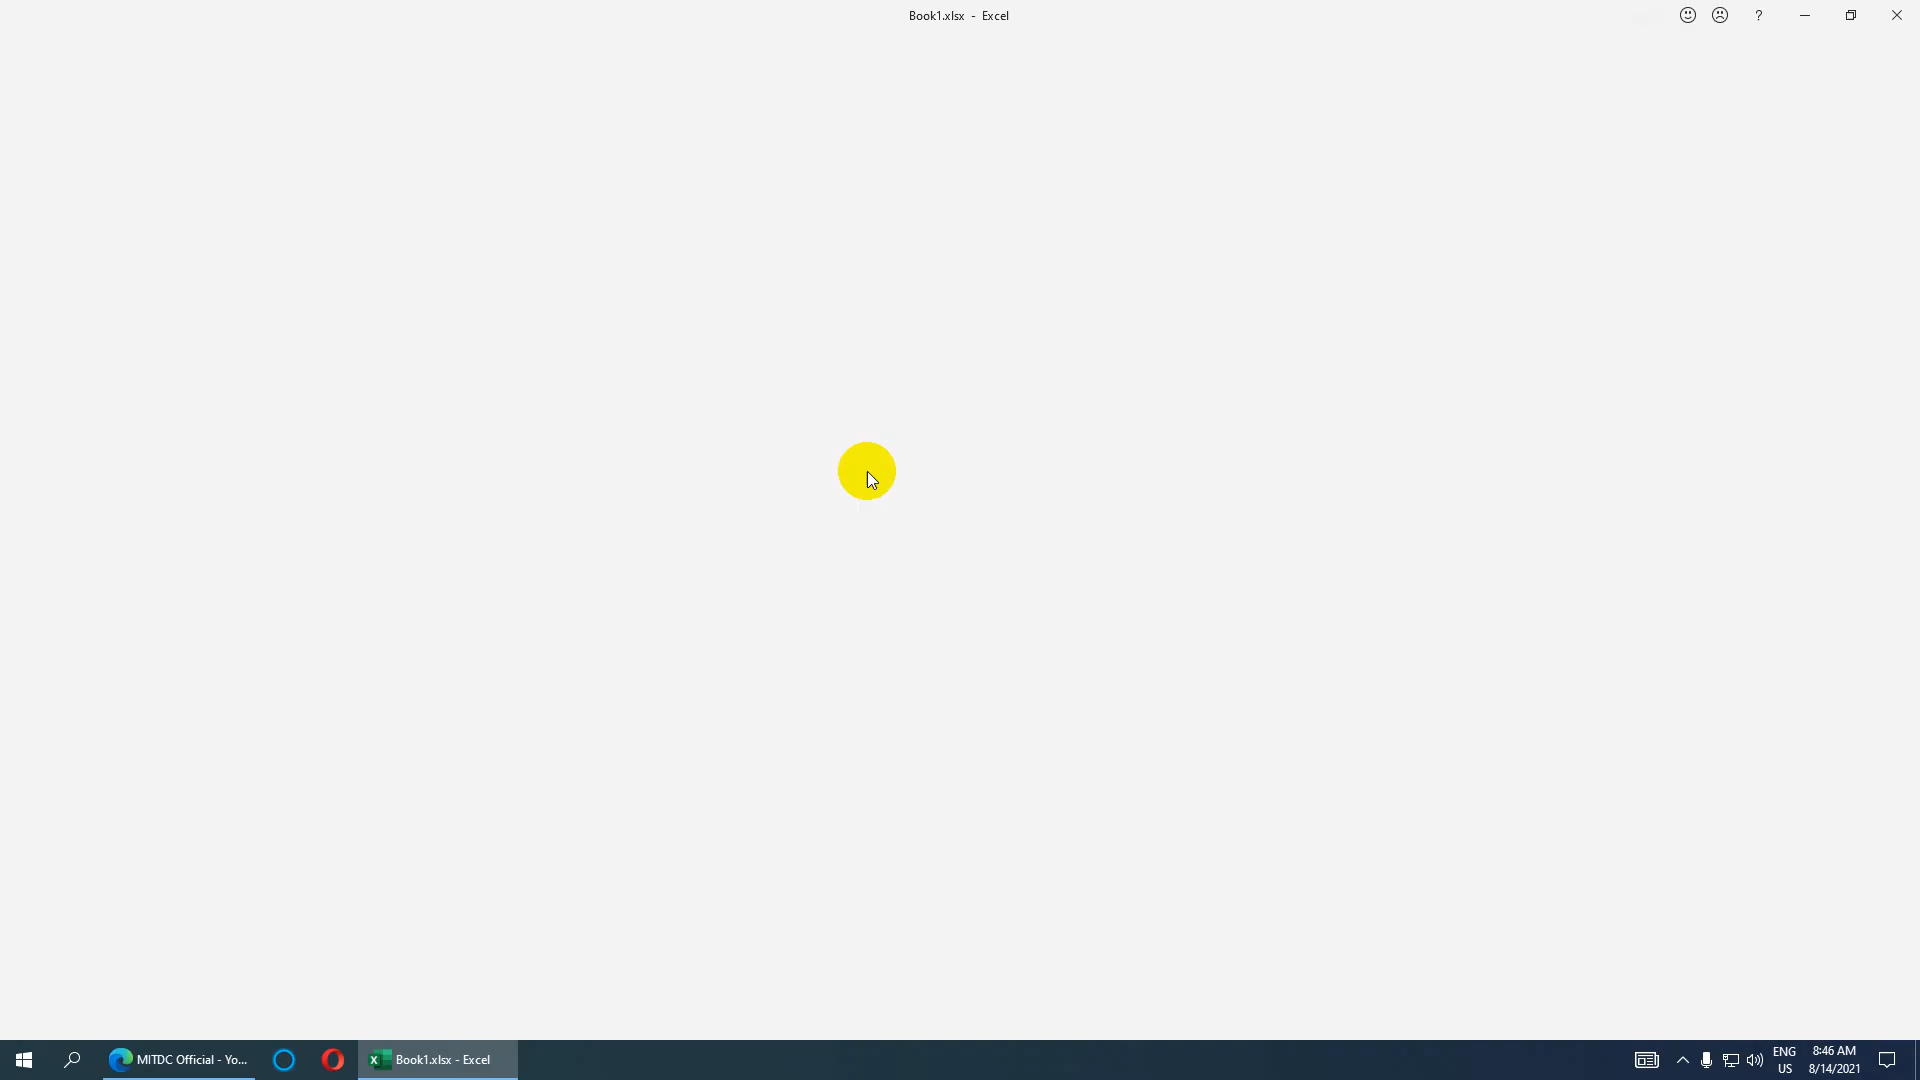 Book1.xlsx - Excel
?
MITDC Official - Yo...
Book1.xlsx - Excel
ENG
US
8:46 AM
8/14/2021